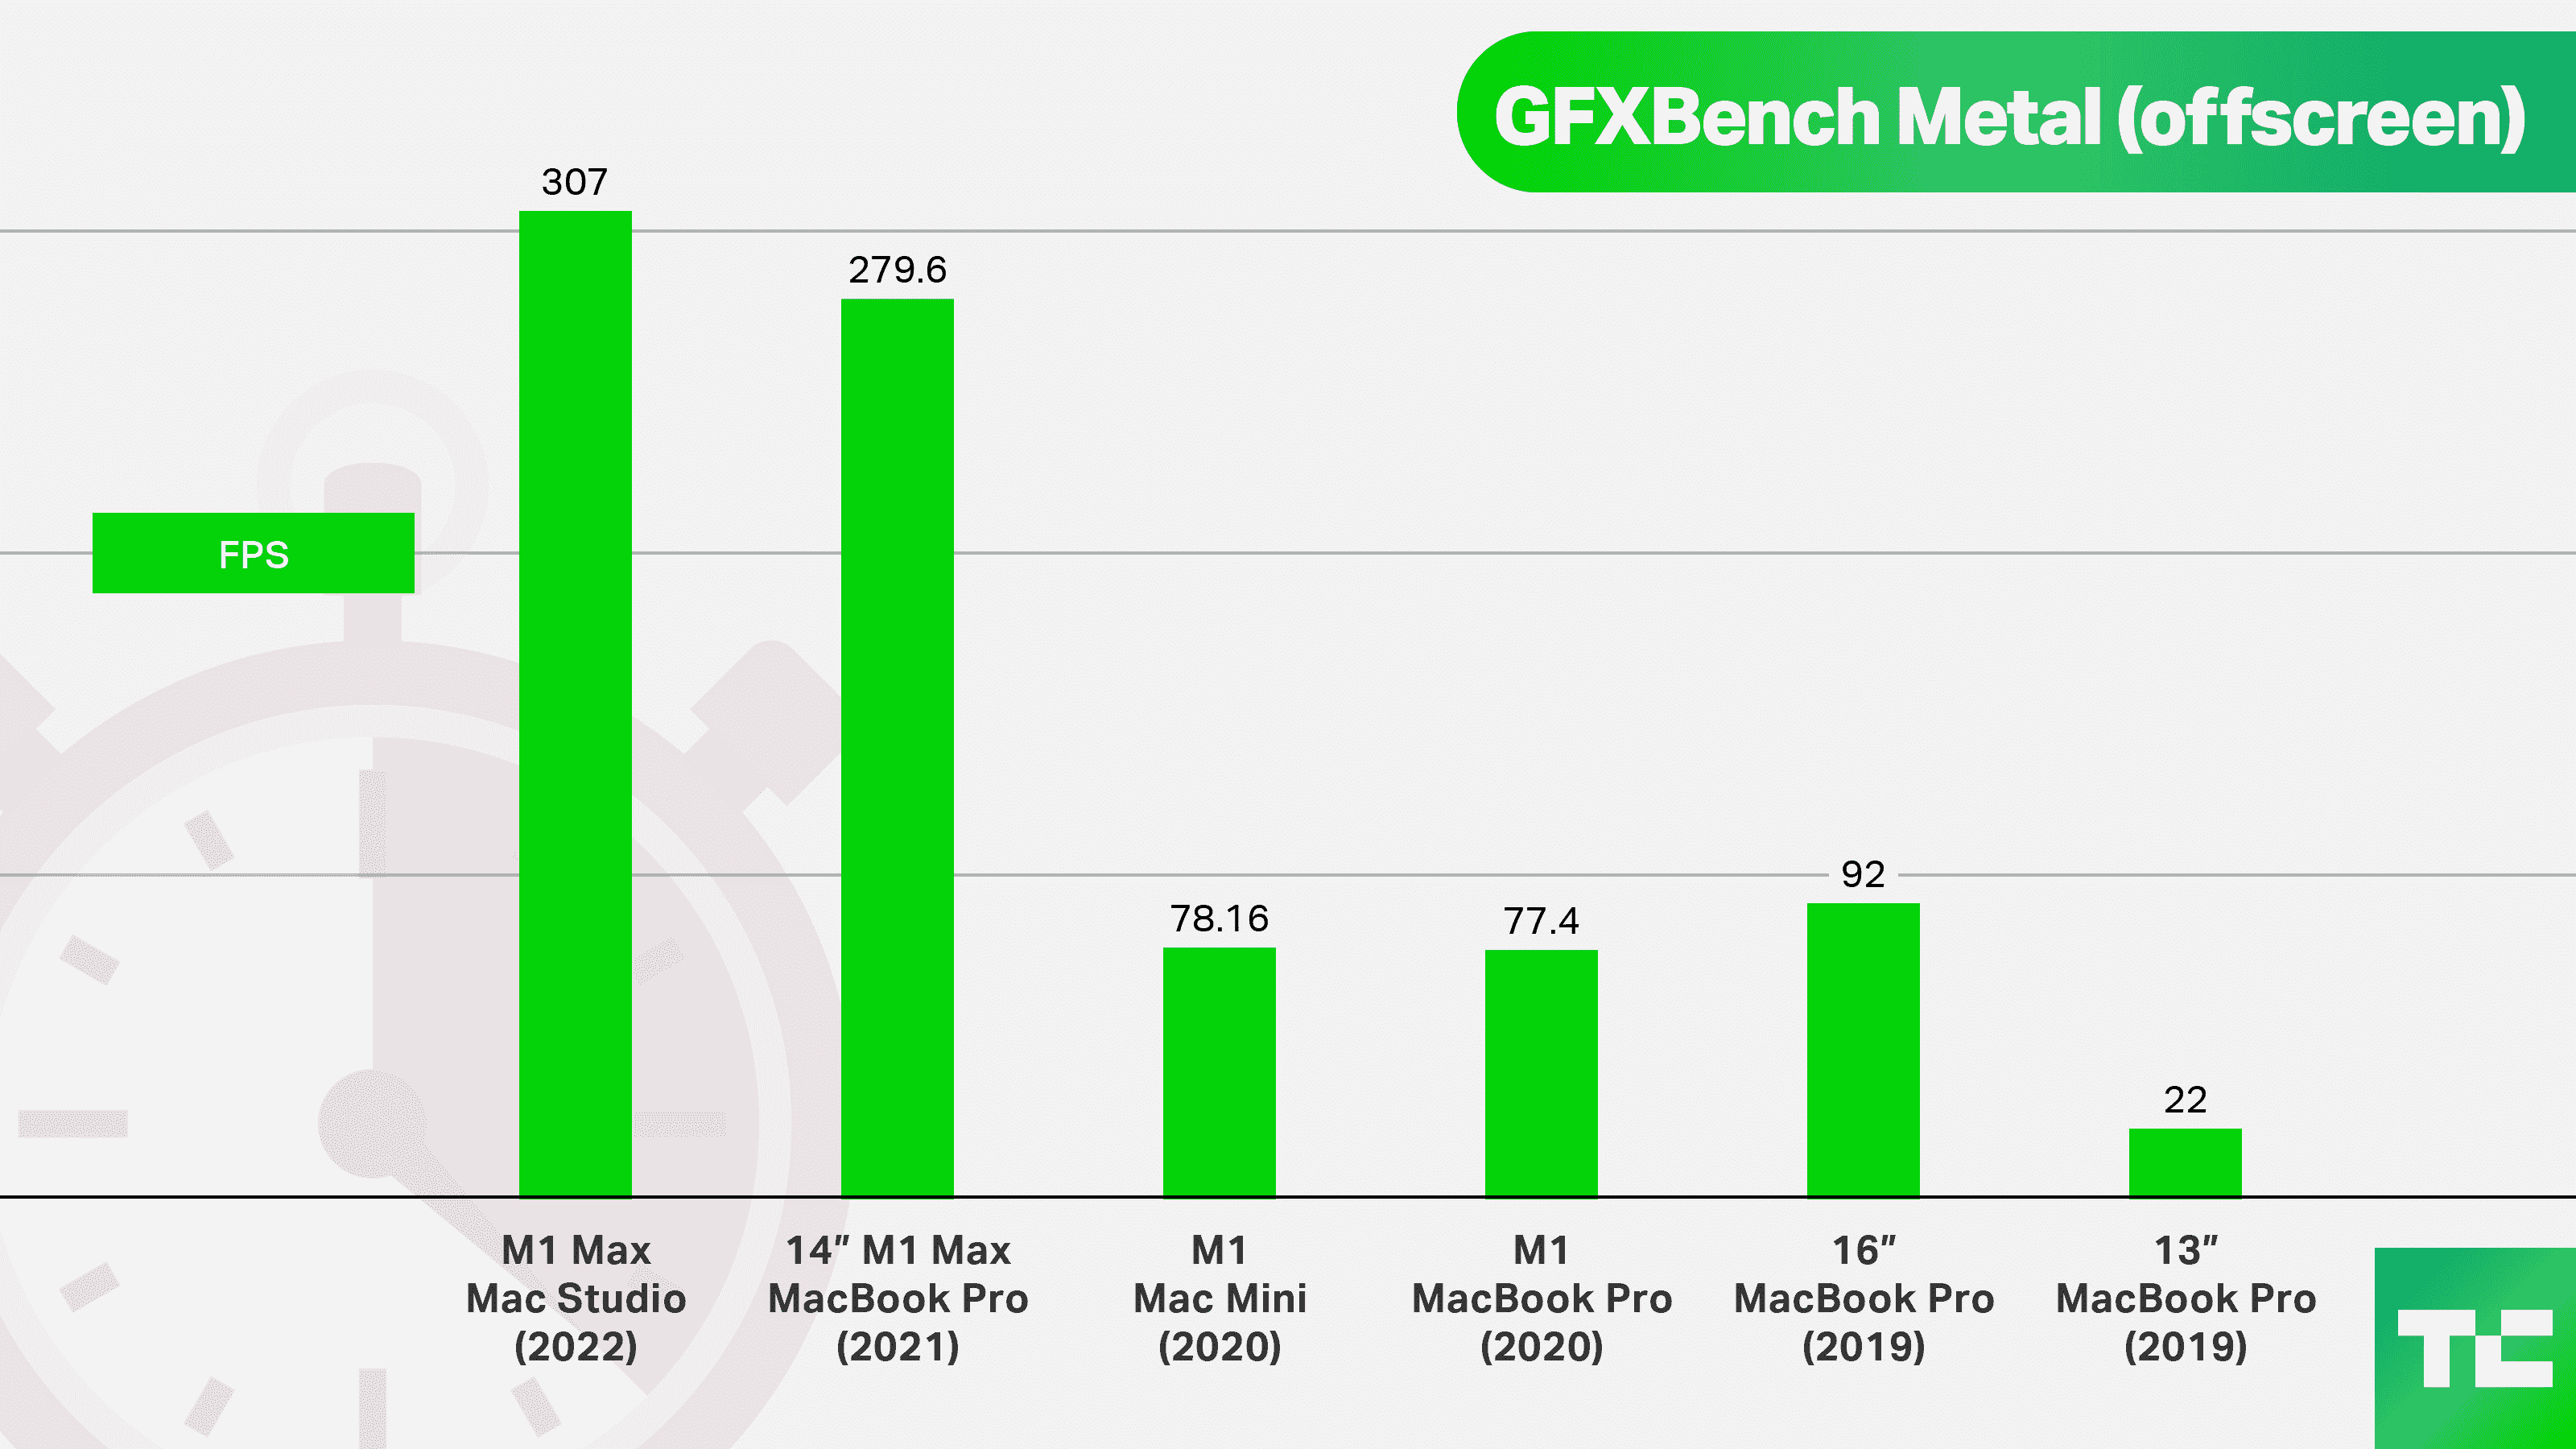 GFXBench Metal (offscreen)
307
279.6
FPS
92
78.16
77.4
22
M1 Max
Mac Studio
(2022)
14″ M1 Max
MacBook Pro
(2021)
M1
Mac Mini
(2020)
M1
MacBook Pro
(2020)
16″
MacBook Pro
(2019)
13″
MacBook Pro
(2019)
TC